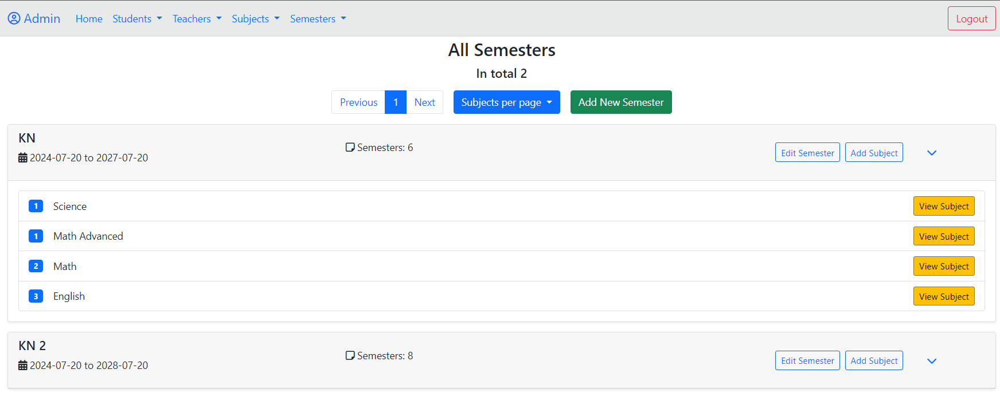 Admin Home Students Teachers Subjects Semesters Logout
All Semesters
In total 2
Previous 1 Next Subjects per page Add New Semester
KN
2024-07-20 to 2027-07-20
Semesters: 6
Edit Semester Add Subject
1 Science View Subject
1 Math Advanced View Subject
2 Math View Subject
3 English View Subject
KN 2
2024-07-20 to 2028-07-20
Semesters: 8
Edit Semester Add Subject